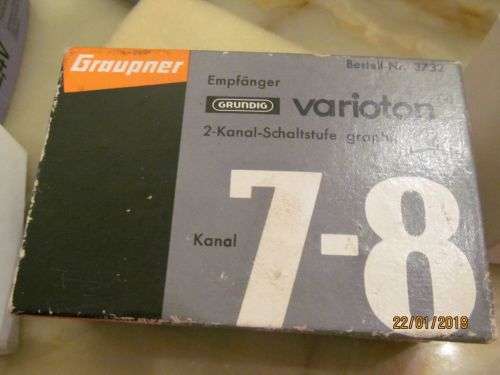 Graupner
Bestell-Nr. 3732
Empfänger
GRUNDIG varioton
2-Kanal-Schaltstufe
Kanal 7-8
22/01/2019